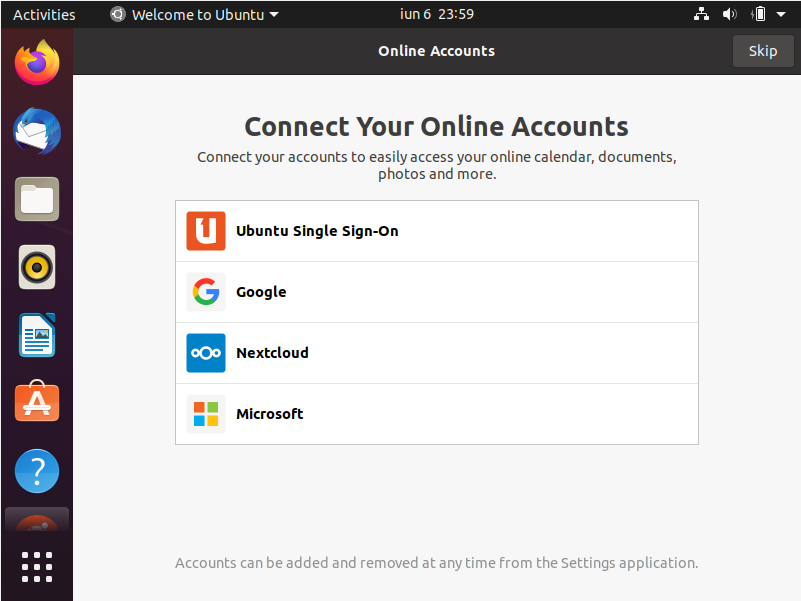 Activities Welcome to Ubuntu iun 6 23:59
Online Accounts Skip
Connect Your Online Accounts
Connect your accounts to easily access your online calendar, documents,
photos and more.
Ubuntu Single Sign-On
Google
Nextcloud
Microsoft
Accounts can be added and removed at any time from the Settings application.